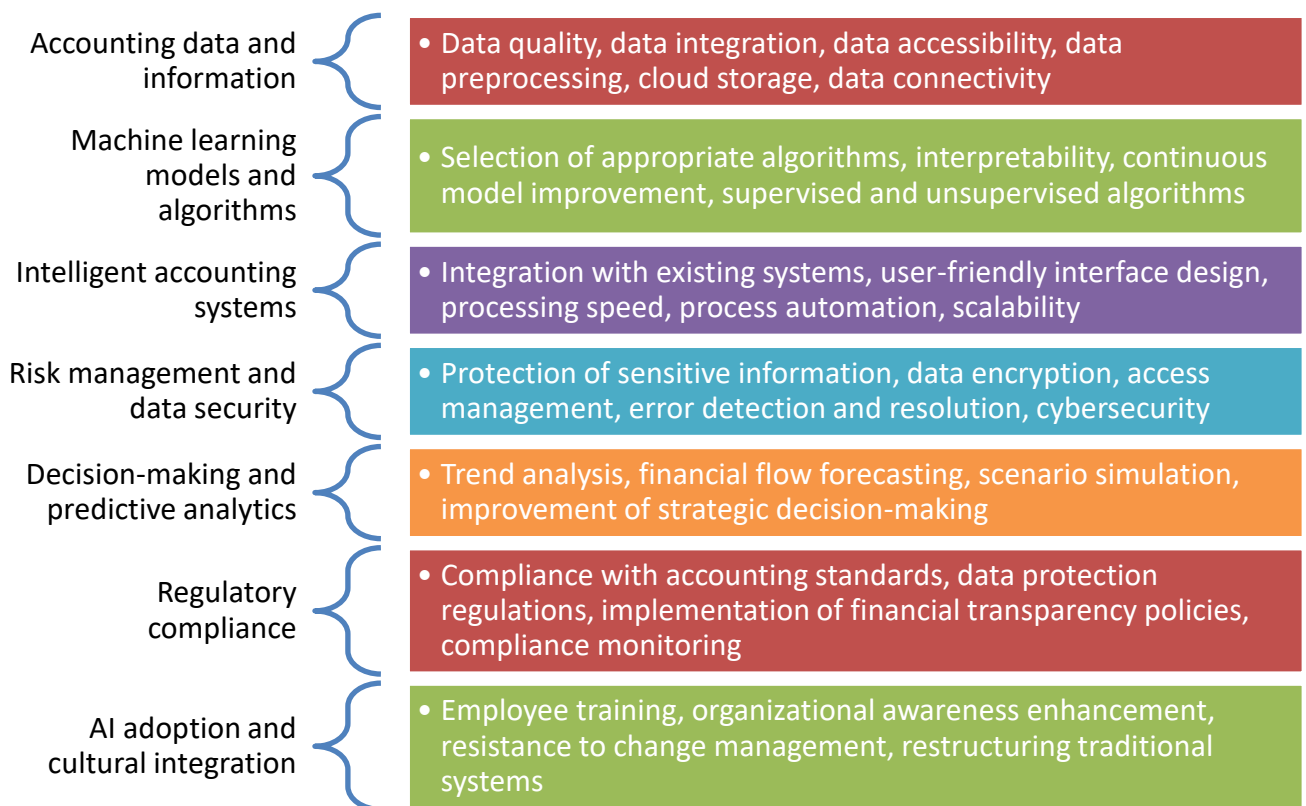 Accounting data and
information
• Data quality, data integration, data accessibility, data
preprocessing, cloud storage, data connectivity
Machine learning
models and
algorithms
• Selection of appropriate algorithms, interpretability, continuous
model improvement, supervised and unsupervised algorithms
Intelligent accounting
systems
• Integration with existing systems, user-friendly interface design,
processing speed, process automation, scalability
Risk management and
data security
• Protection of sensitive information, data encryption, access
management, error detection and resolution, cybersecurity
Decision-making and
predictive analytics
• Trend analysis, financial flow forecasting, scenario simulation,
improvement of strategic decision-making
Regulatory
compliance
• Compliance with accounting standards, data protection
regulations, implementation of financial transparency policies,
compliance monitoring
AI adoption and
cultural integration
• Employee training, organizational awareness enhancement,
resistance to change management, restructuring traditional
systems